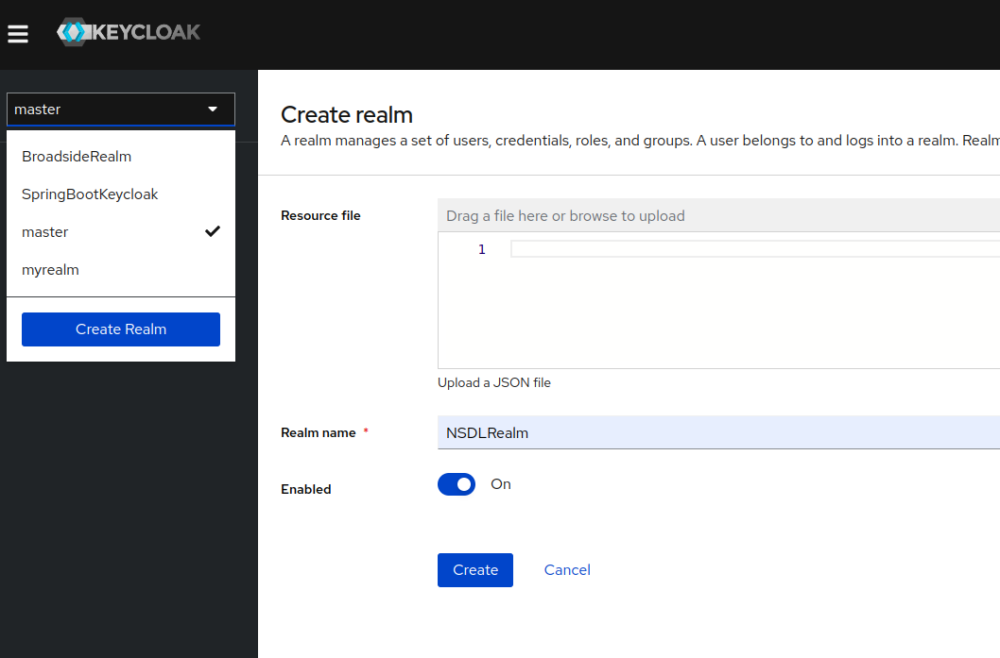 KEYCLOAK
master
BroadsideRealm
SpringBootKeycloak
master
myrealm
Create Realm
Create realm
A realm manages a set of users, credentials, roles, and groups. A user belongs to and logs into a realm. Realm
Resource file
Drag a file here or browse to upload
1
Upload a JSON file
Realm name *
NSDLRealm
Enabled
On
Create
Cancel